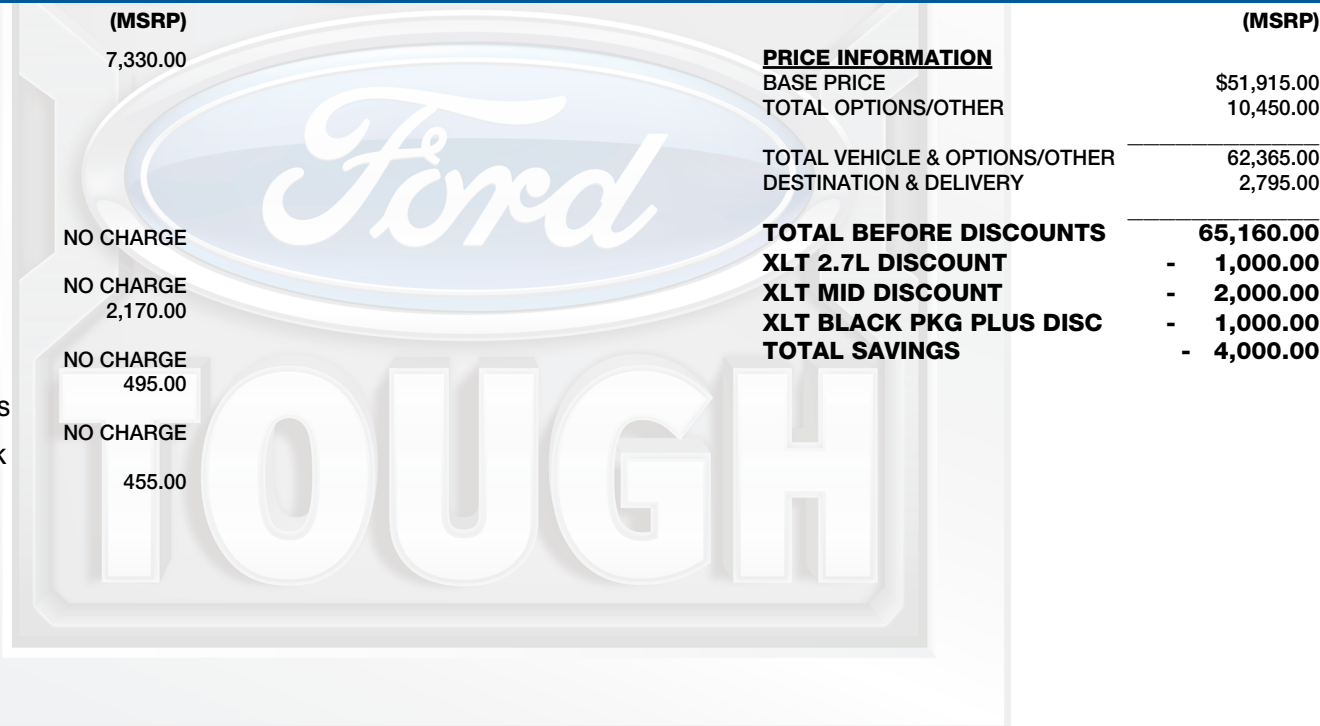 (MSRP)
7,330.00
NO CHARGE
NO CHARGE
2,170.00
NO CHARGE
495.00
S
NO CHARGE
K
455.00
Ford
TOUGH
(MSRP)
PRICE INFORMATION
BASE PRICE $51,915.00
TOTAL OPTIONS/OTHER 10,450.00
TOTAL VEHICLE & OPTIONS/OTHER 62,365.00
DESTINATION & DELIVERY 2,795.00
TOTAL BEFORE DISCOUNTS 65,160.00
XLT 2.7L DISCOUNT - 1,000.00
XLT MID DISCOUNT - 2,000.00
XLT BLACK PKG PLUS DISC - 1,000.00
TOTAL SAVINGS - 4,000.00